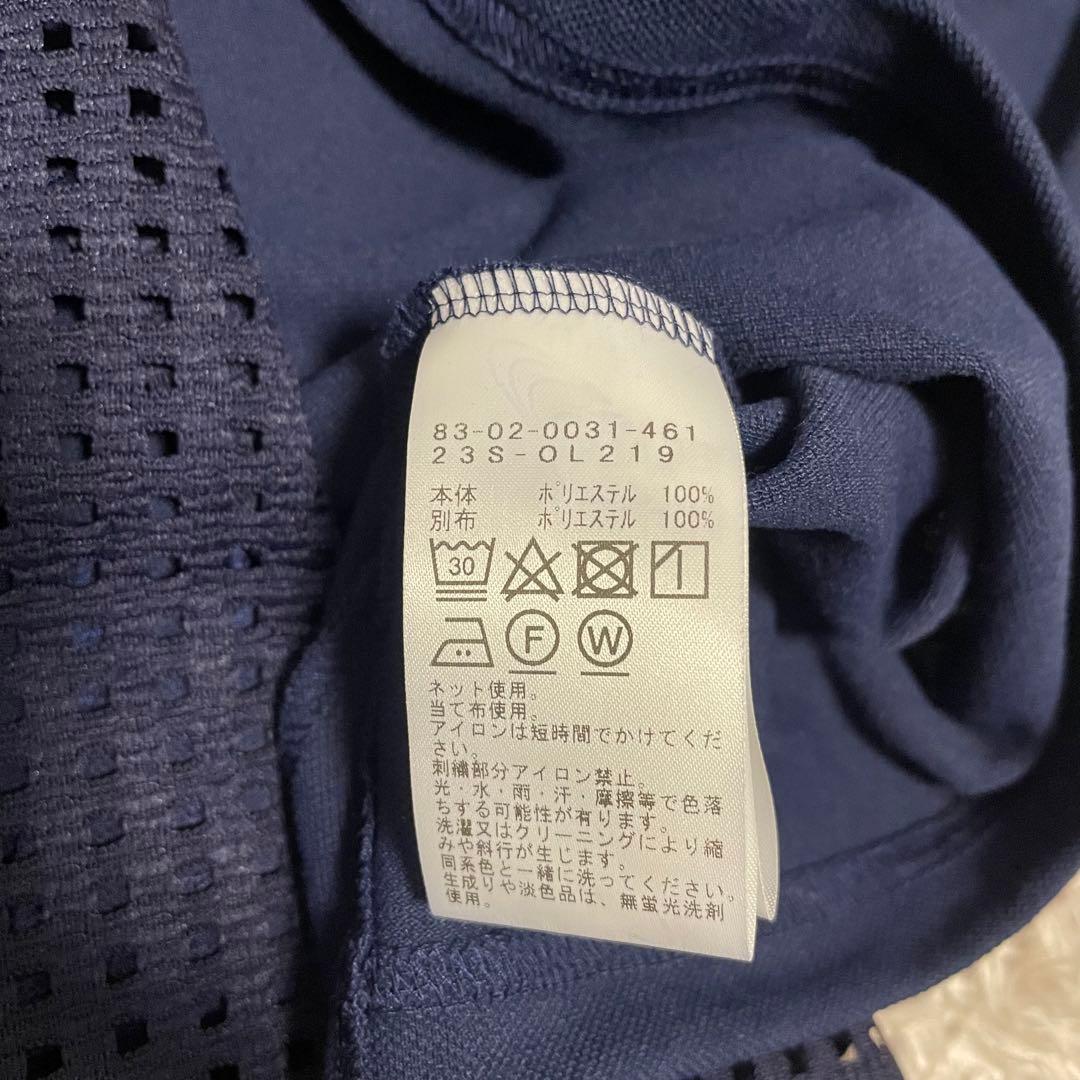 83-02-0031-461
23S-OL219
本体 ポリエステル 100%
別布 ポリエステル 100%
30
F W
ネット使用。
当て布使用。
アイロンは短時間でかけてくだ
さい。
刺繍部分アイロン禁止。
光・水・雨・汗・摩擦等で色落
ちする可能性が有ります。
洗濯又はクリーニングにより縮
みや斜行が生じます。
同系色と一緒に洗ってください。
生成りや淡色品は、無蛍光洗剤
使用。